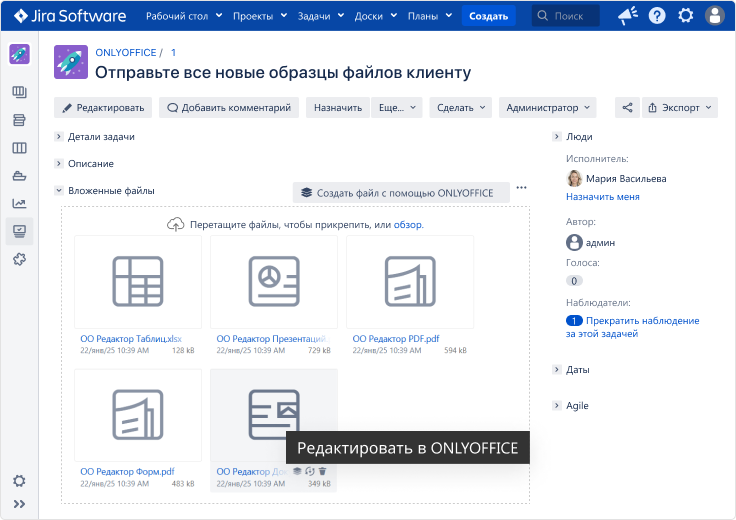 Jira Software Рабочий стол Проекты Задачи Доски Планы Создать Поиск
ONLYOFFICE / 1
Отправьте все новые образцы файлов клиенту
Редактировать Добавить комментарий Назначить Еще... Сделать Администратор Экспорт
Детали задачи
Описание
Вложенные файлы
Создать файл с помощью ONLYOFFICE
Перетащите файлы, чтобы прикрепить, или обзор.
ОО Редактор Таблиц.xlsx
22/янв/25 10:39 AM 128 kB
ОО Редактор Презентаций
22/янв/25 10:39 AM 729 kB
ОО Редактор PDF.pdf
22/янв/25 10:39 AM 594 kB
ОО Редактор Форм.pdf
22/янв/25 10:39 AM 483 kB
ОО Редактор
22/янв/25 10:39 AM 349 kB
Редактировать в ONLYOFFICE
Люди
Исполнитель:
Мария Васильева
Назначить меня
Автор:
админ
Голоса:
0
Наблюдатели:
1 Прекратить наблюдение
за этой задачей
Даты
Agile